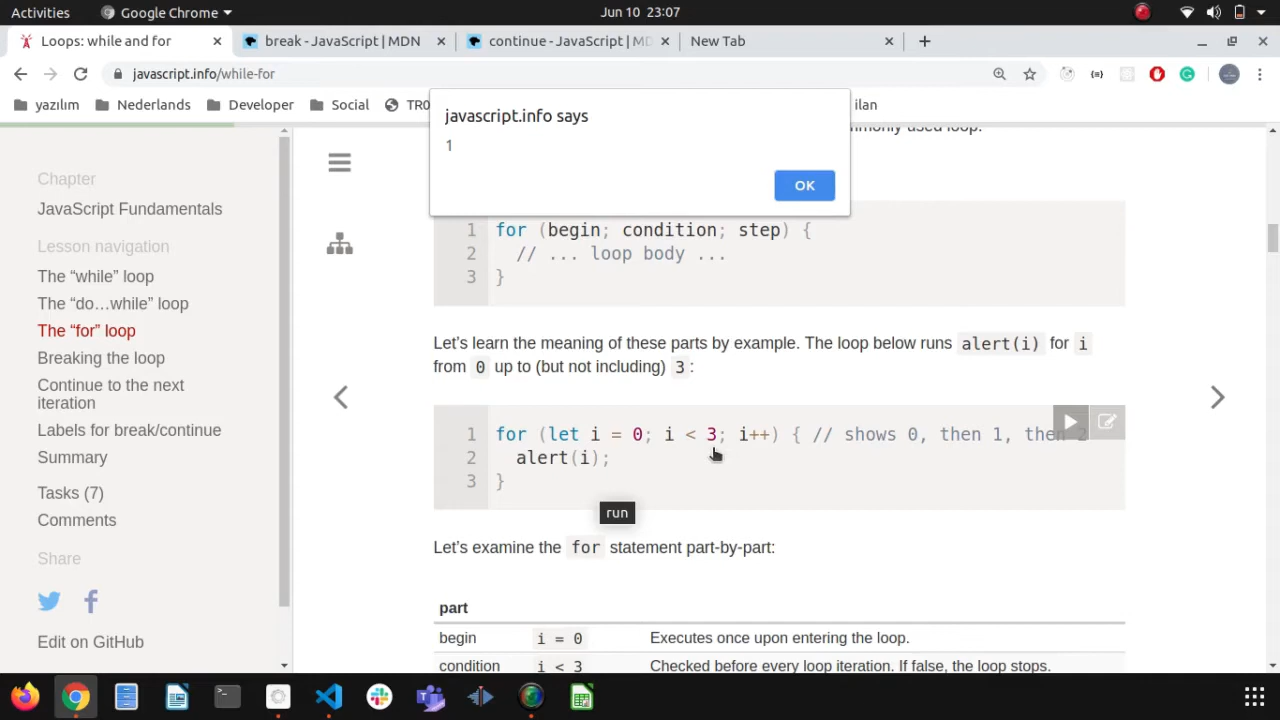 Activities
Google Chrome
Jun 10 23:07
Loops: while and for
break - JavaScript | MDN
continue - JavaScript | MD
New Tab
javascript.info/while-for
yazılım
Nederlands
Developer
Social
TR0
ilan
javascript.info says
1
OK
Chapter
JavaScript Fundamentals
Lesson navigation
The “while” loop
The “do…while” loop
The “for” loop
Breaking the loop
Continue to the next
iteration
Labels for break/continue
Summary
Tasks (7)
Comments
Share
Edit on GitHub
commonly used loop.
1 for (begin; condition; step) {
2 // ... loop body ...
3 }
Let’s learn the meaning of these parts by example. The loop below runs alert(i) for i
from 0 up to (but not including) 3:
1 for (let i = 0; i < 3; i++) { // shows 0, then 1, then 2
2 alert(i);
3 }
run
Let’s examine the for statement part-by-part:
part
begin i = 0 Executes once upon entering the loop.
condition i < 3 Checked before every loop iteration. If false, the loop stops.